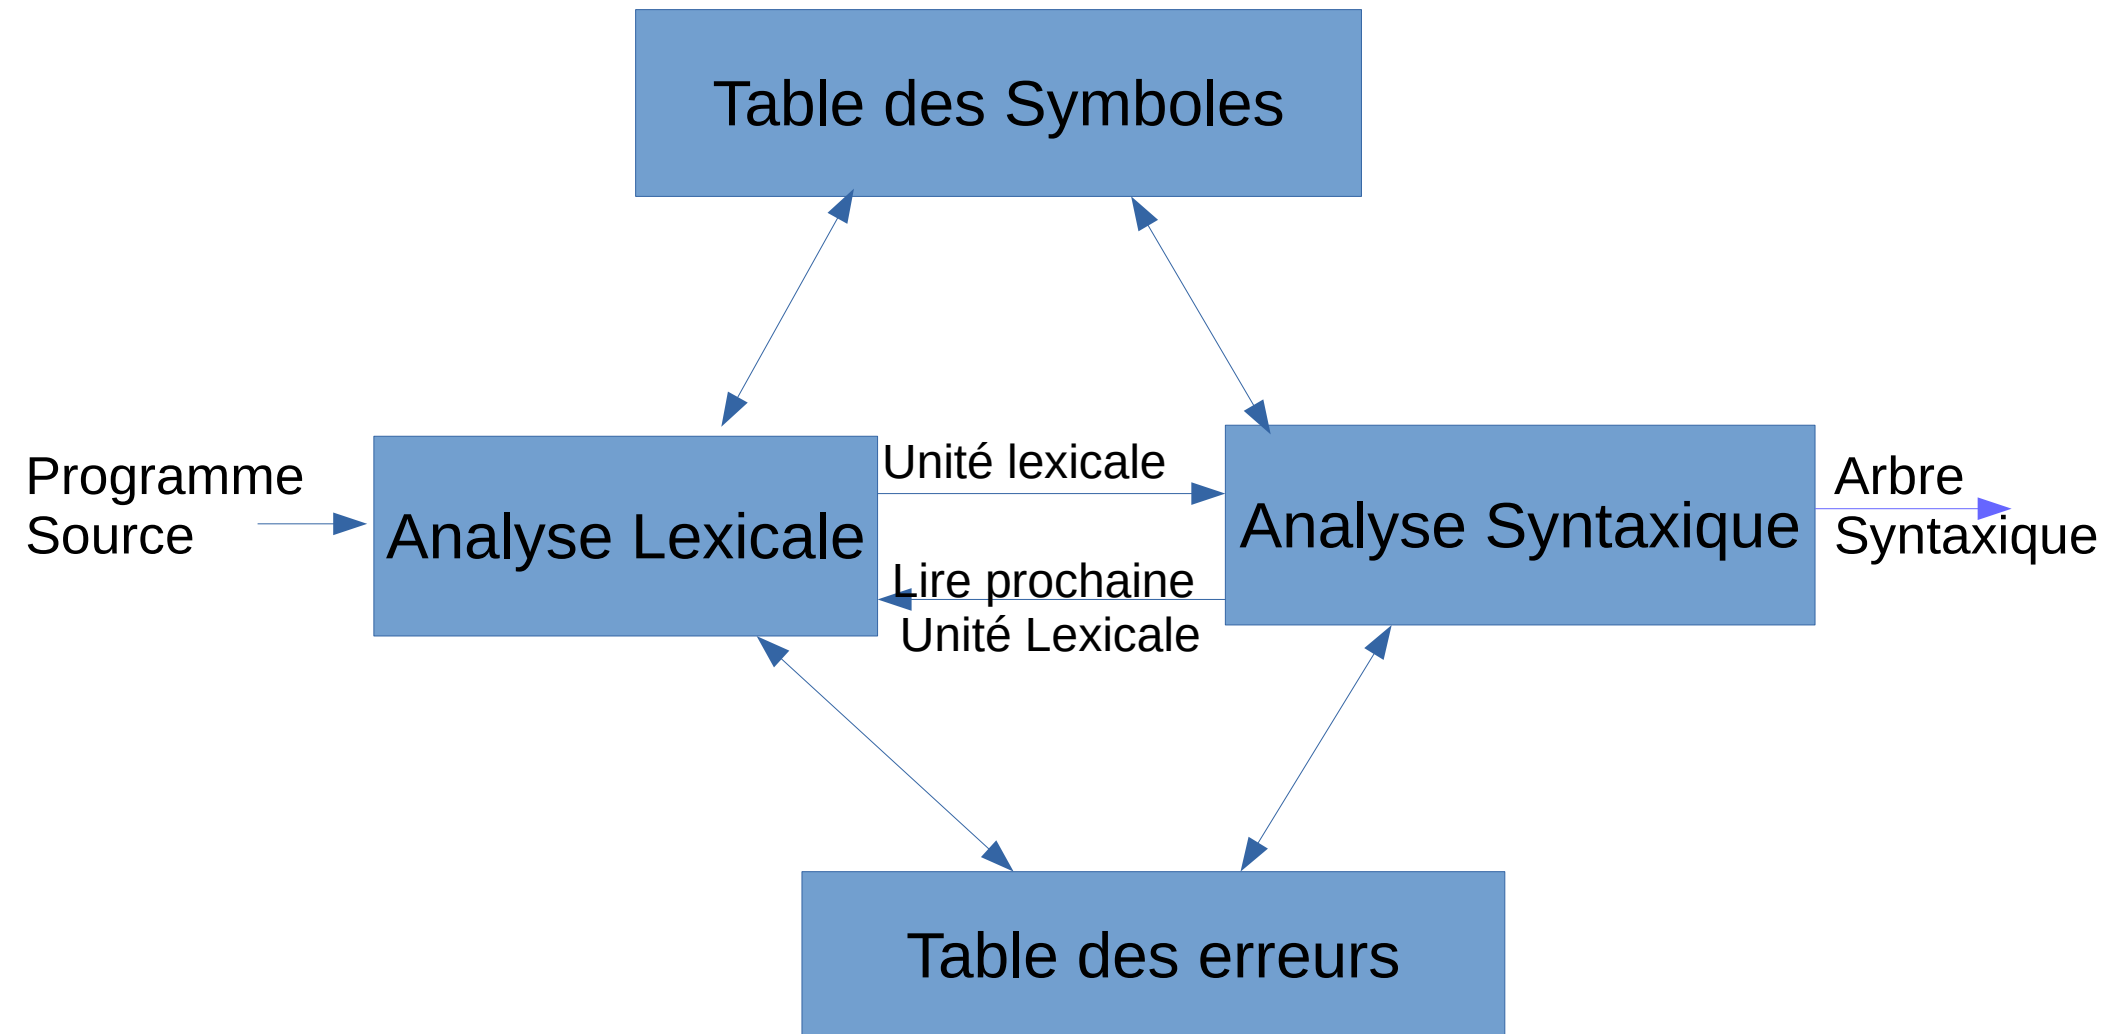 Table des Symboles
Programme
Source
Analyse Lexicale
Unité lexicale
Lire prochaine
Unité Lexicale
Analyse Syntaxique
Arbre
Syntaxique
Table des erreurs